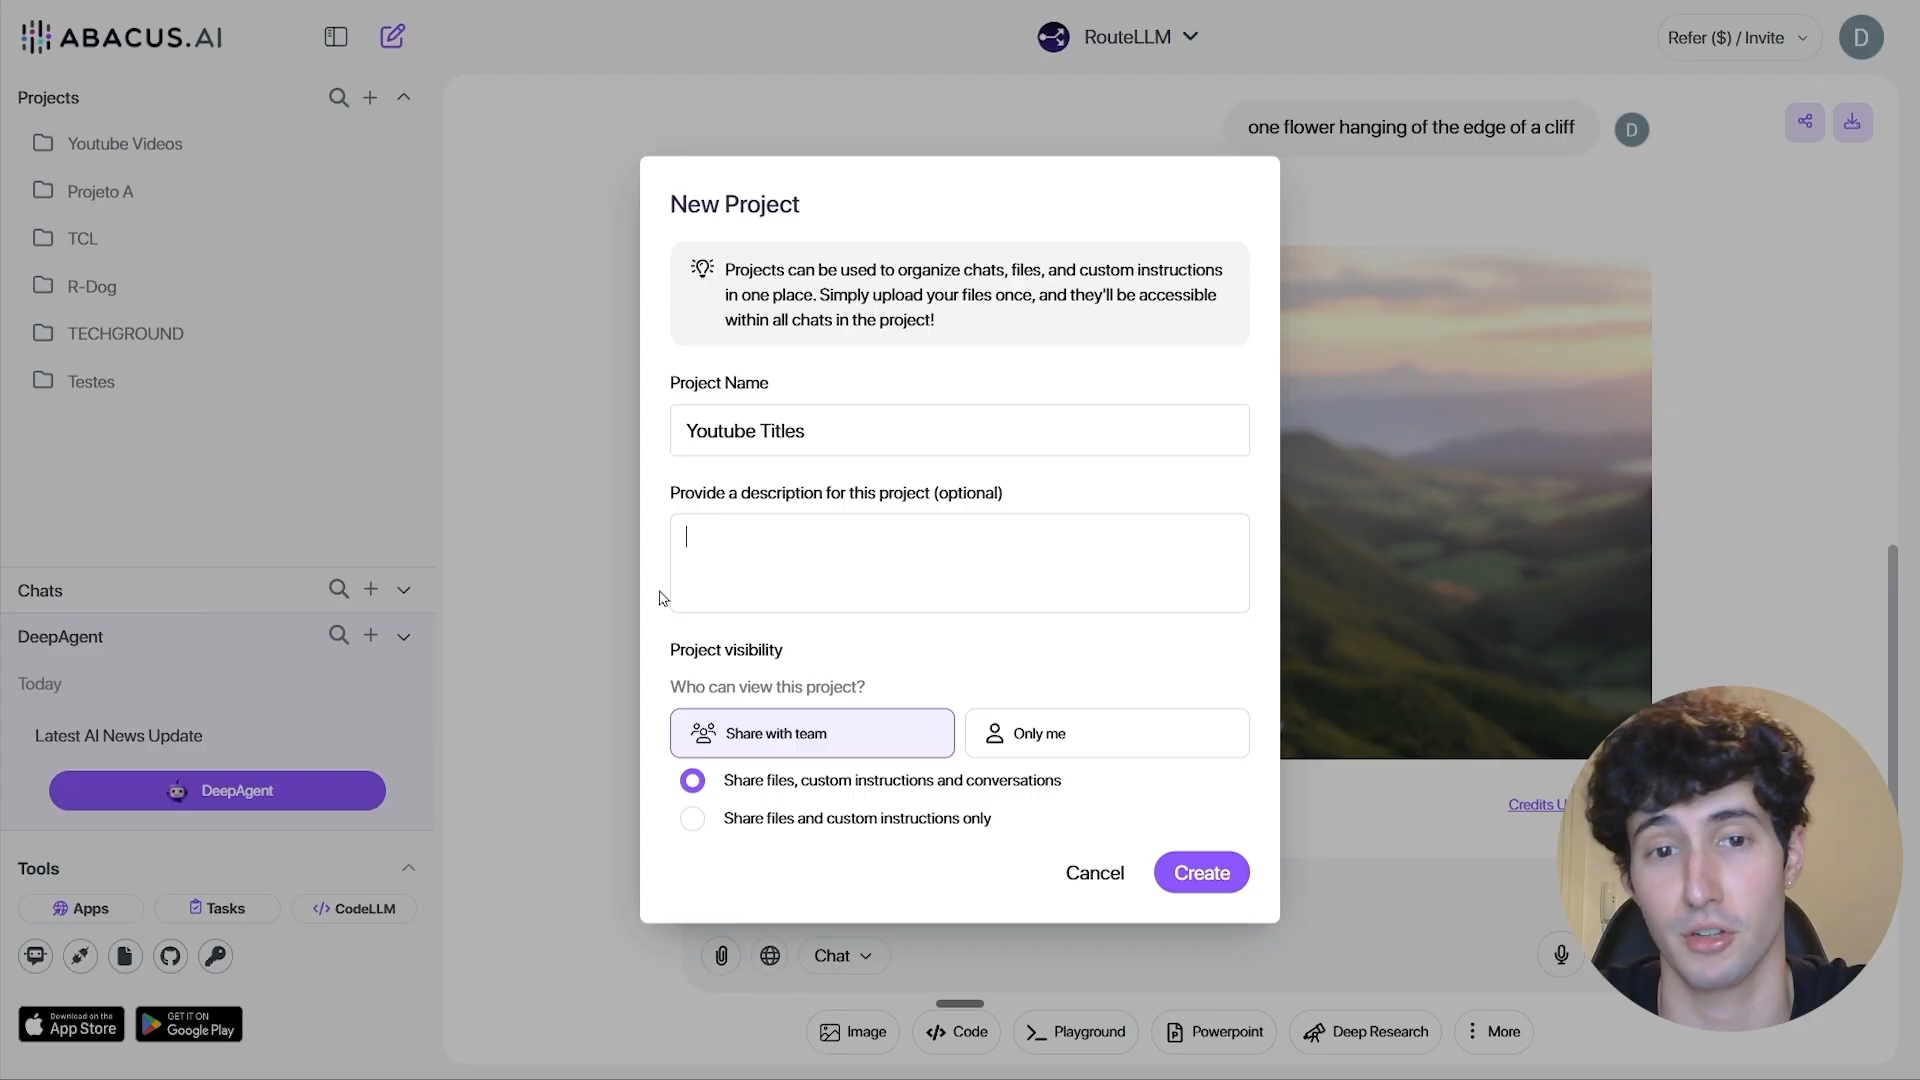 ABACUS.AI
RouteLLM
Refer ($) / Invite
D
Projects
Youtube Videos
Projeto A
TCL
R-Dog
TECHGROUND
Testes
Chats
DeepAgent
Today
Latest AI News Update
DeepAgent
Tools
Apps
Tasks
</> CodeLLM
Download on the
App Store
GET IT ON
Google Play
one flower hanging of the edge of a cliff
D
New Project
Projects can be used to organize chats, files, and custom instructions
in one place. Simply upload your files once, and they'll be accessible
within all chats in the project!
Project Name
Youtube Titles
Provide a description for this project (optional)
Project visibility
Who can view this project?
Share with team
Only me
Share files, custom instructions and conversations
Share files and custom instructions only
Cancel
Create
Credits U
Chat
Image
</> Code
Playground
Powerpoint
Deep Research
More